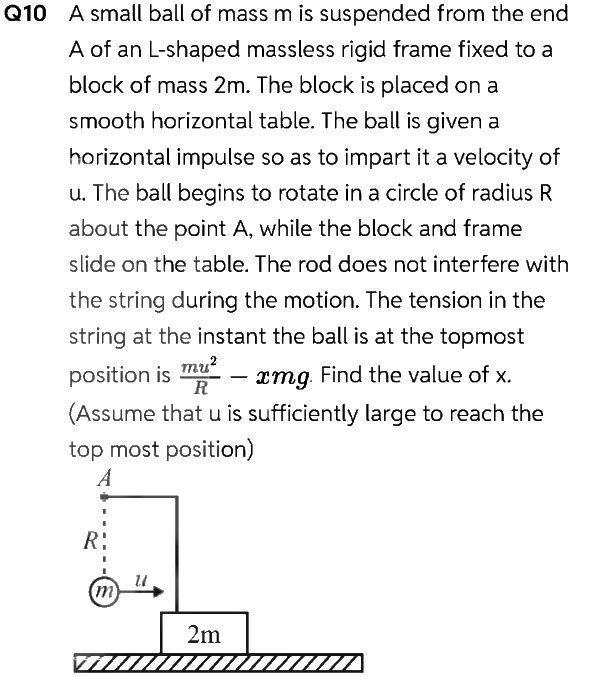 Q10 A small ball of mass m is suspended from the end
A of an L-shaped massless rigid frame fixed to a
block of mass 2m. The block is placed on a
smooth horizontal table. The ball is given a
horizontal impulse so as to impart it a velocity of
u. The ball begins to rotate in a circle of radius R
about the point A, while the block and frame
slide on the table. The rod does not interfere with
the string during the motion. The tension in the
string at the instant the ball is at the topmost
position is mu²/R − xmg. Find the value of x.
(Assume that u is sufficiently large to reach the
top most position)
A
R
m u
2m